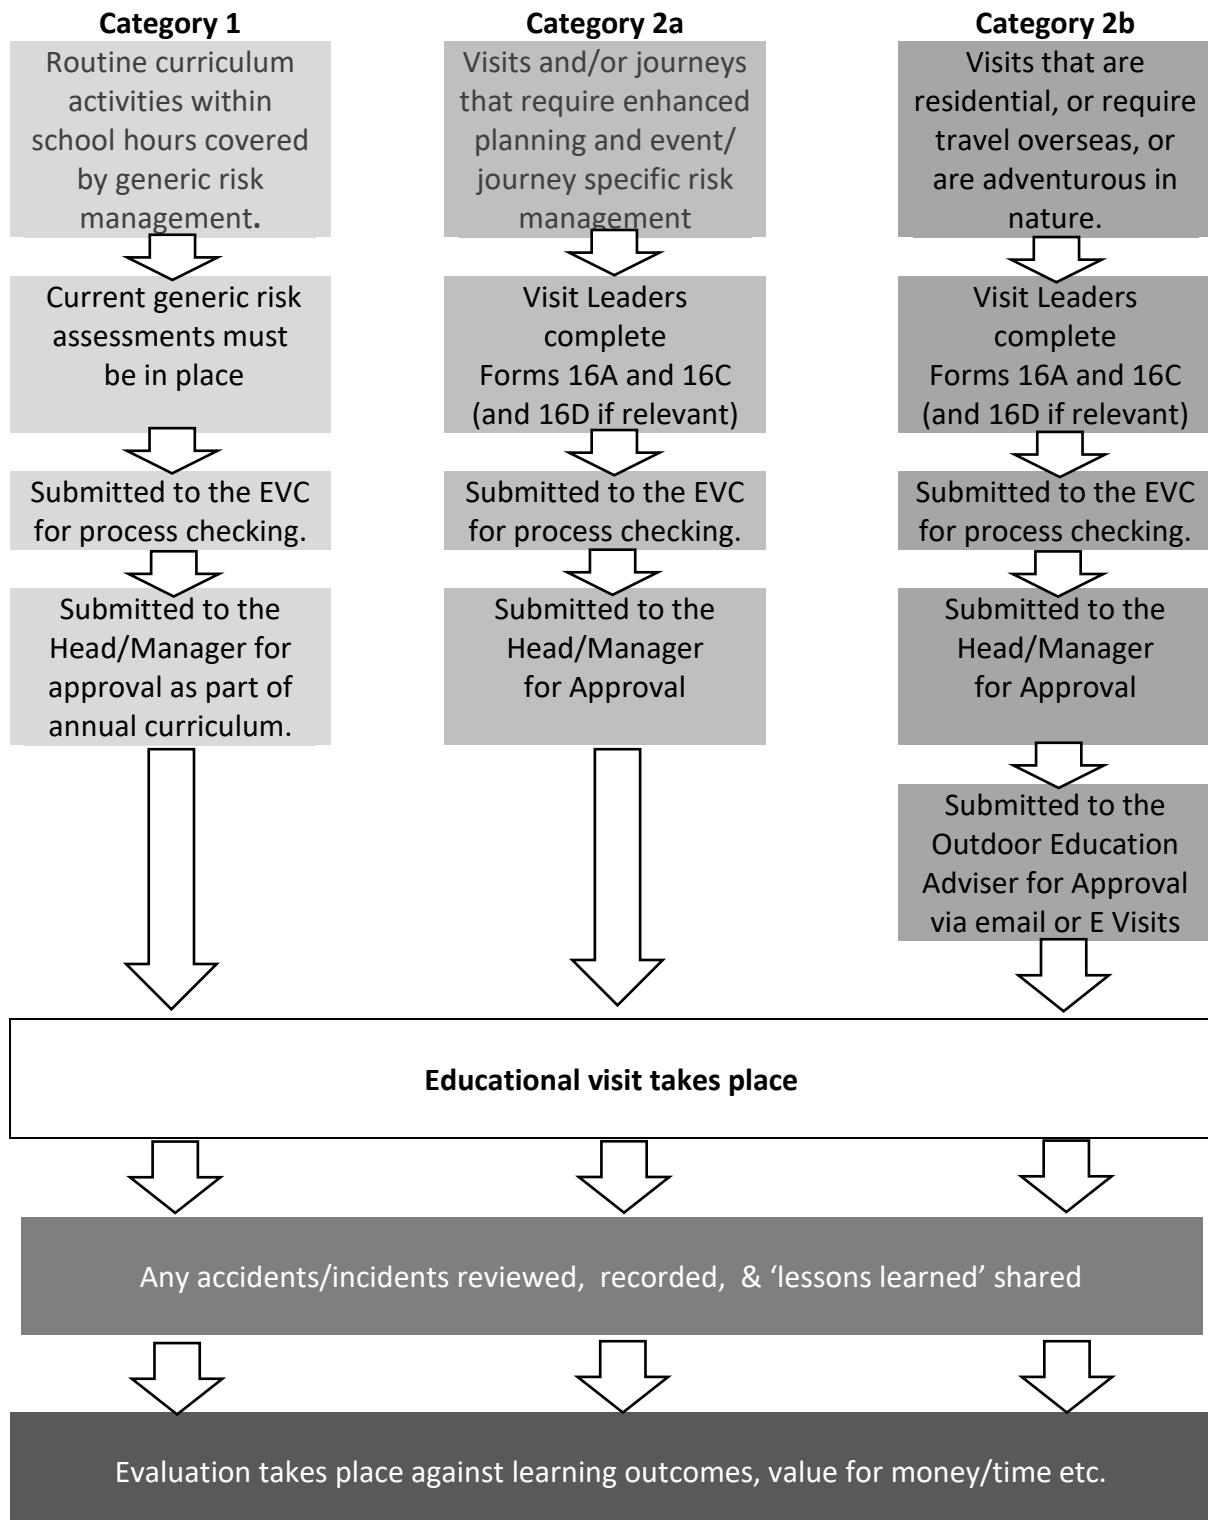 Category 1
Routine curriculum
activities within
school hours covered
by generic risk
management.
Current generic risk
assessments must
be in place
Submitted to the EVC
for process checking.
Submitted to the
Head/Manager for
approval as part of
annual curriculum.
Category 2a
Visits and/or journeys
that require enhanced
planning and event/
journey specific risk
management
Visit Leaders
complete
Forms 16A and 16C
(and 16D if relevant)
Submitted to the EVC
for process checking.
Submitted to the
Head/Manager
for Approval
Category 2b
Visits that are
residential, or require
travel overseas, or
are adventurous in
nature.
Visit Leaders
complete
Forms 16A and 16C
(and 16D if relevant)
Submitted to the EVC
for process checking.
Submitted to the
Head/Manager
for Approval
Submitted to the
Outdoor Education
Adviser for Approval
via email or E Visits
Educational visit takes place
Any accidents/incidents reviewed, recorded, & ‘lessons learned’ shared
Evaluation takes place against learning outcomes, value for money/time etc.